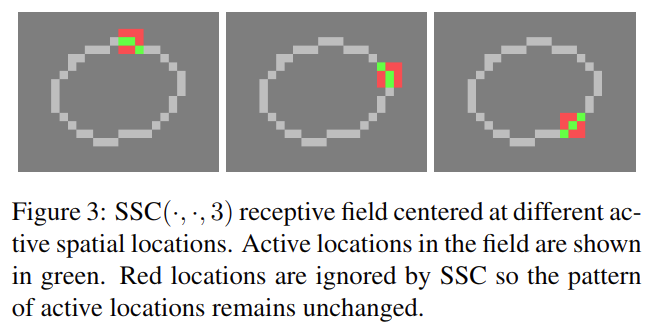 Figure 3: SSC(·, ·, 3) receptive field centered at different ac-
tive spatial locations. Active locations in the field are shown
in green. Red locations are ignored by SSC so the pattern
of active locations remains unchanged.